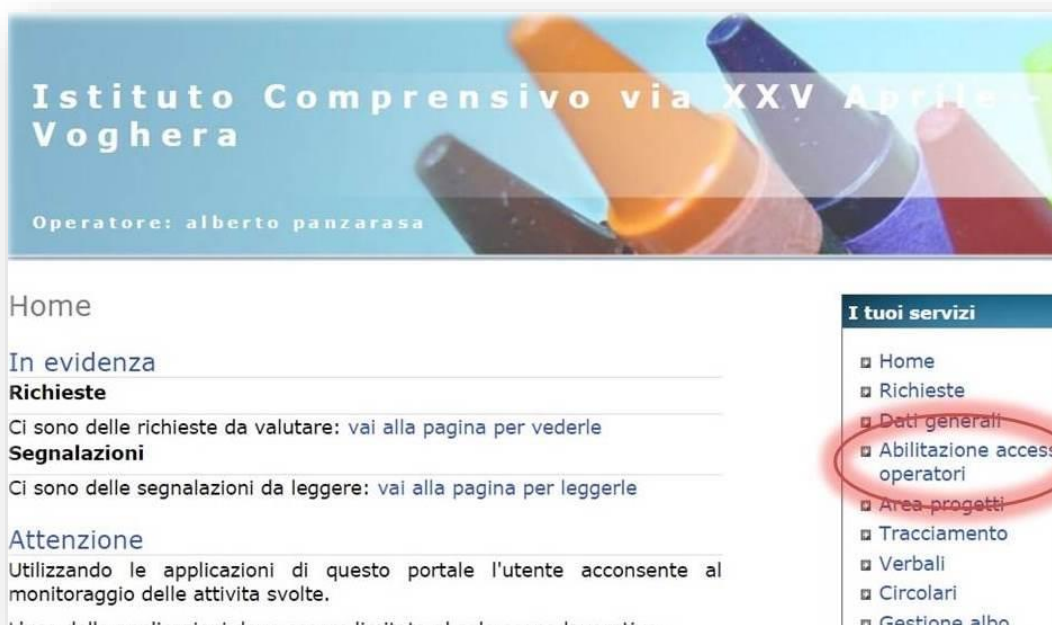 Istituto Comprensivo via XXV Aprile -
Voghera
Operatore: alberto panzarasa
Home
In evidenza
Richieste
Ci sono delle richieste da valutare: vai alla pagina per vederle
Segnalazioni
Ci sono delle segnalazioni da leggere: vai alla pagina per leggerle
Attenzione
Utilizzando le applicazioni di questo portale l'utente acconsente al
monitoraggio delle attivita svolte.
I tuoi servizi
Home
Richieste
Dati generali
Abilitazione access
operatori
Area progetti
Tracciamento
Verbali
Circolari
Gestione albo